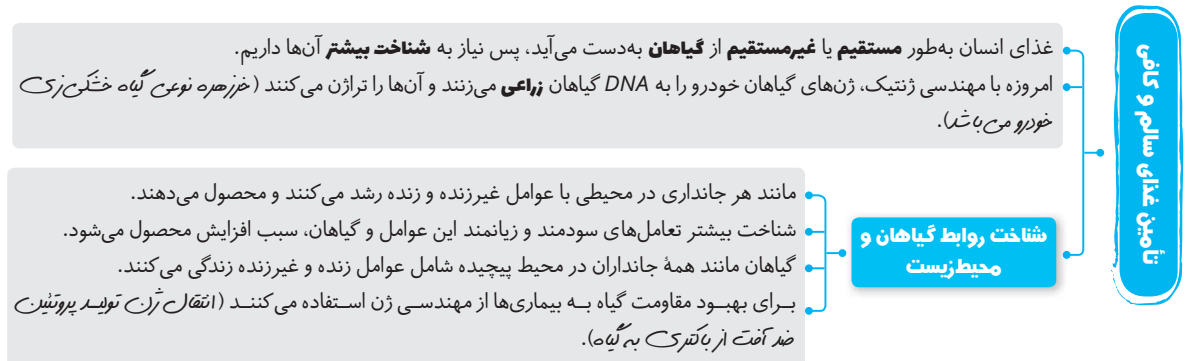 تأمین غذای سالم و کافی
غذای انسان به‌طور مستقیم یا غیرمستقیم از گیاهان به‌دست می‌آید، پس نیاز به شناخت بیشتر آن‌ها داریم.
امروزه با مهندسی ژنتیک، ژن‌های گیاهان خودرو را به DNA گیاهان زراعی می‌زنند و آن‌ها را تراژن می‌کنند (خرزهره نوعی گیاه خشکی‌زی
خودرو می‌باشد).
شناخت روابط گیاهان و
محیط‌زیست
مانند هر جانداری در محیطی با عوامل غیرزنده و زنده رشد می‌کنند و محصول می‌دهند.
شناخت بیشتر تعامل‌های سودمند و زیانمند این عوامل و گیاهان، سبب افزایش محصول می‌شود.
گیاهان مانند همۀ جانداران در محیط پیچیده شامل عوامل زنده و غیرزنده زندگی می‌کنند.
برای بهبود مقاومت گیاه به بیماری‌ها از مهندسی ژن استفاده می‌کنند (انتقال ژن تولید پروتئین
ضد آفت از باکتری به گیاه).